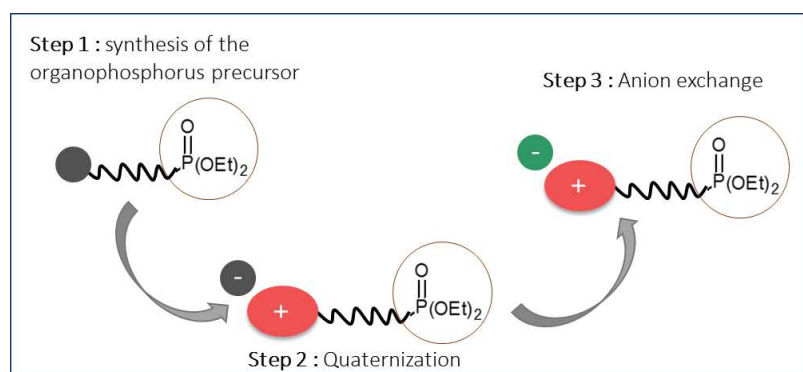 Step 1 : synthesis of the
organophosphorus precursor
O
P(OEt)₂
Step 3 : Anion exchange
-
+
O
P(OEt)₂
-
+
O
P(OEt)₂
Step 2 : Quaternization